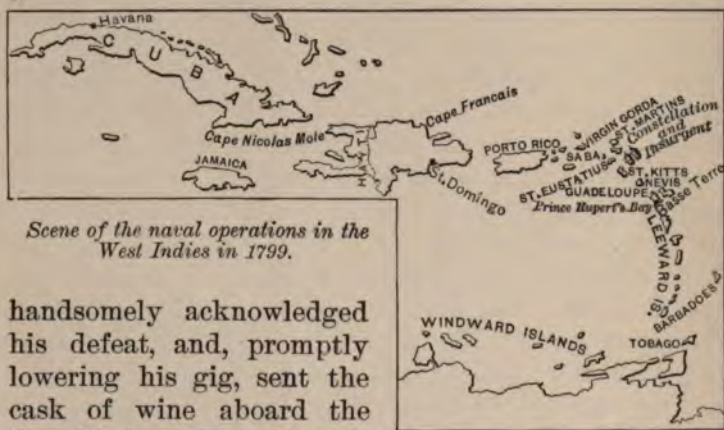 Havana
CUBA
Cape Nicolas Mole
Cape Francais
JAMAICA
HAYTI
St. Domingo
PORTO RICO
VIRGIN GORDA
ST. MARTINS
Constellation
and
Insurgent
SABA
ST. EUSTATIUS
ST. KITTS
NEVIS
GUADELOUPE
Basse Terre
Prince Rupert's Bay
LEEWARD IS.
BARBADOES
WINDWARD ISLANDS
TOBAGO
Scene of the naval operations in the
West Indies in 1799.
handsomely acknowledged
his defeat, and, promptly
lowering his gig, sent the
cask of wine aboard the